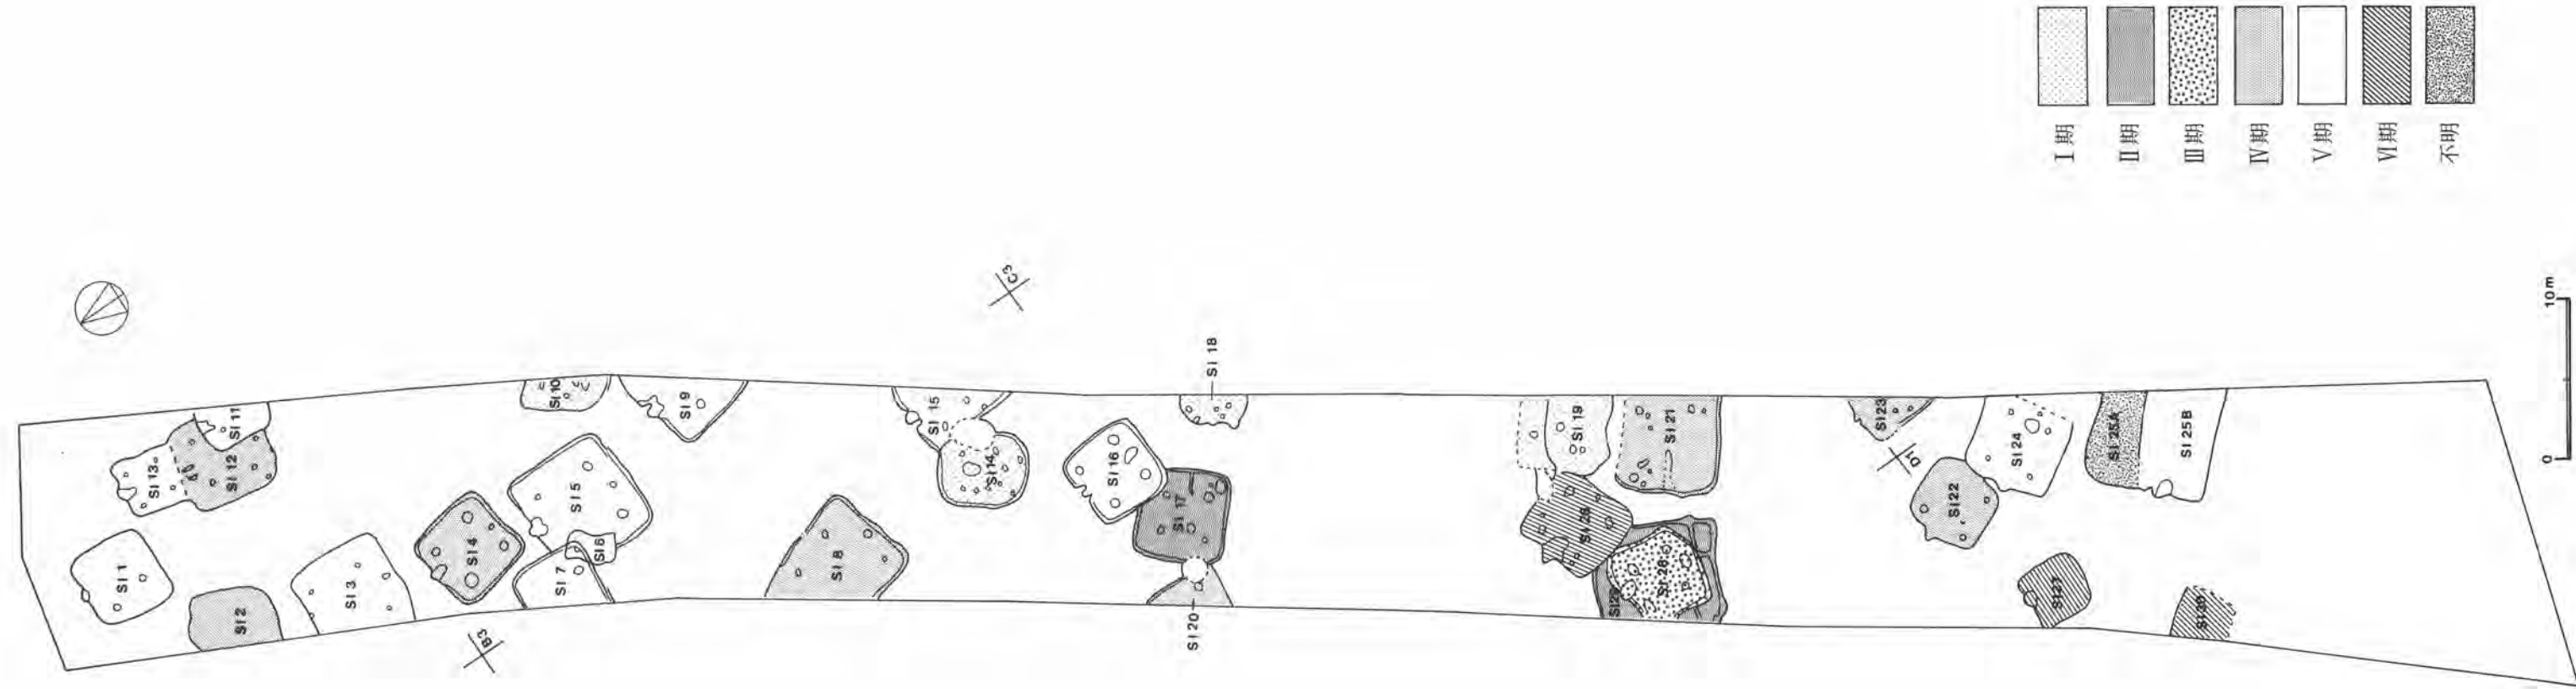 Ⅰ期
Ⅱ期
Ⅲ期
Ⅳ期
Ⅴ期
Ⅵ期
不明
C3
B3
D1
SI 1
SI 2
SI 3
SI 4
SI 5
SI 6
SI 7
SI 8
SI 9
SI 10
SI 11
SI 12
SI 13
SI 14
SI 15
SI 16
SI 17
SI 18
SI 19
SI 20
SI 21
SI 22
SI 23
SI 24
SI 25A
SI 25B
SI 26
SI 27
SI 28
SI 30
0
10m